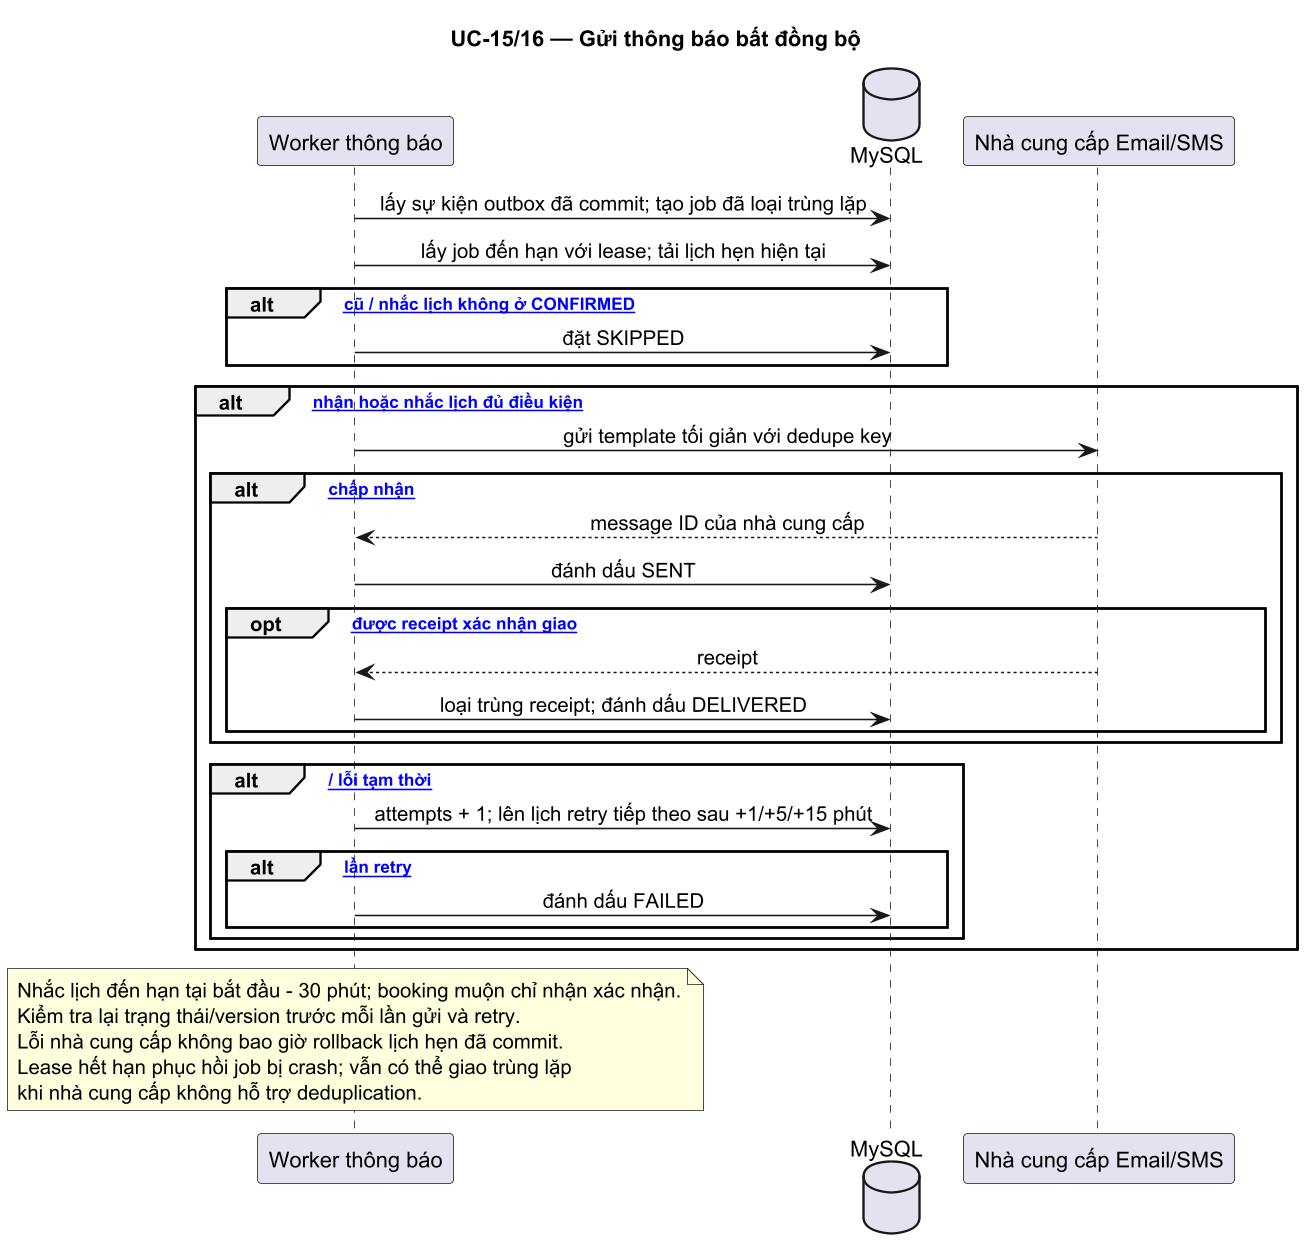 UC-15/16 — Gửi thông báo bất đồng bộ
Worker thông báo
MySQL
Nhà cung cấp Email/SMS
lấy sự kiện outbox đã commit; tạo job đã loại trùng lặp
lấy job đến hạn với lease; tải lịch hẹn hiện tại
alt
cũ / nhắc lịch không ở CONFIRMED
đặt SKIPPED
alt
nhận hoặc nhắc lịch đủ điều kiện
gửi template tối giản với dedupe key
alt
chấp nhận
message ID của nhà cung cấp
đánh dấu SENT
opt
được receipt xác nhận giao
receipt
loại trùng receipt; đánh dấu DELIVERED
alt
/ lỗi tạm thời
attempts + 1; lên lịch retry tiếp theo sau +1/+5/+15 phút
alt
lần retry
đánh dấu FAILED
Nhắc lịch đến hạn tại bắt đầu - 30 phút; booking muộn chỉ nhận xác nhận.
Kiểm tra lại trạng thái/version trước mỗi lần gửi và retry.
Lỗi nhà cung cấp không bao giờ rollback lịch hẹn đã commit.
Lease hết hạn phục hồi job bị crash; vẫn có thể giao trùng lặp
khi nhà cung cấp không hỗ trợ deduplication.
Worker thông báo
MySQL
Nhà cung cấp Email/SMS